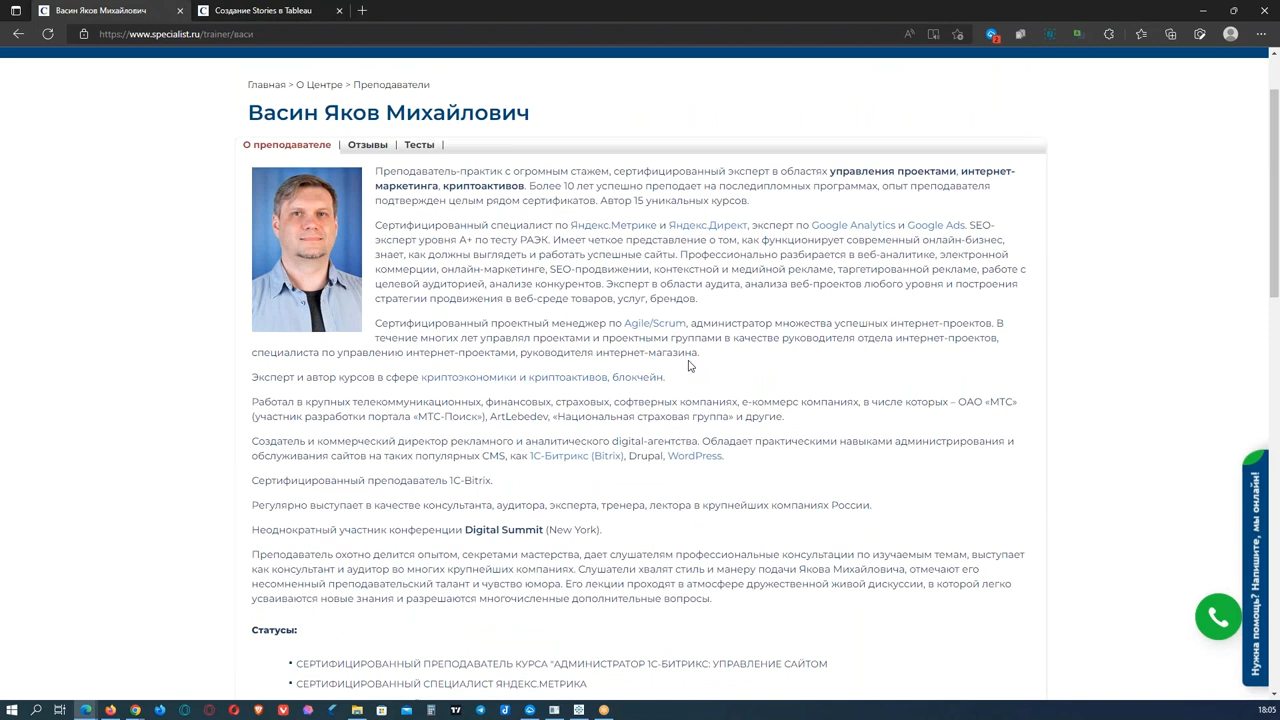 Васин Яков Михайлович
Создание Stories в Tableau
https://www.specialist.ru/trainer/васи
Главная > О Центре > Преподаватели
Васин Яков Михайлович
О преподавателе | Отзывы | Тесты |
Преподаватель-практик с огромным стажем, сертифицированный эксперт в областях управления проектами, интернет-
маркетинга, криптоактивов. Более 10 лет успешно преподает на последипломных программах, опыт преподавателя
подтвержден целым рядом сертификатов. Автор 15 уникальных курсов.
Сертифицированный специалист по Яндекс.Метрике и Яндекс.Директ, эксперт по Google Analytics и Google Ads. SEO-
эксперт уровня А+ по тесту РАЭК. Имеет четкое представление о том, как функционирует современный онлайн-бизнес,
знает, как должны выглядеть и работать успешные сайты. Профессионально разбирается в веб-аналитике, электронной
коммерции, онлайн-маркетинге, SEO-продвижении, контекстной и медийной рекламе, таргетированной рекламе, работе с
целевой аудиторией, анализе конкурентов. Эксперт в области аудита, анализа веб-проектов любого уровня и построения
стратегии продвижения в веб-среде товаров, услуг, брендов.
Сертифицированный проектный менеджер по Agile/Scrum, администратор множества успешных интернет-проектов. В
течение многих лет управлял проектами и проектными группами в качестве руководителя отдела интернет-проектов,
специалиста по управлению интернет-проектами, руководителя интернет-магазина.
Эксперт и автор курсов в сфере криптоэкономики и криптоактивов, блокчейн.
Работал в крупных телекоммуникационных, финансовых, страховых, софтверных компаниях, е-коммерс компаниях, в числе которых – ОАО «МТС»
(участник разработки портала «МТС-Поиск»), ArtLebedev, «Национальная страховая группа» и другие.
Создатель и коммерческий директор рекламного и аналитического digital-агентства. Обладает практическими навыками администрирования и
обслуживания сайтов на таких популярных CMS, как 1С-Битрикс (Bitrix), Drupal, WordPress.
Сертифицированный преподаватель 1C-Bitrix.
Регулярно выступает в качестве консультанта, аудитора, эксперта, тренера, лектора в крупнейших компаниях России.
Неоднократный участник конференции Digital Summit (New York).
Преподаватель охотно делится опытом, секретами мастерства, дает слушателям профессиональные консультации по изучаемым темам, выступает
как консультант и аудитор во многих крупнейших компаниях. Слушатели хвалят стиль и манеру подачи Якова Михайловича, отмечают его
несомненный преподавательский талант и чувство юмора. Его лекции проходят в атмосфере дружественной живой дискуссии, в которой легко
усваиваются новые знания и разрешаются многочисленные дополнительные вопросы.
Статусы:
• СЕРТИФИЦИРОВАННЫЙ ПРЕПОДАВАТЕЛЬ КУРСА "АДМИНИСТРАТОР 1С-БИТРИКС: УПРАВЛЕНИЕ САЙТОМ
• СЕРТИФИЦИРОВАННЫЙ СПЕЦИАЛИСТ ЯНДЕКС.МЕТРИКА
Нужна помощь? Напишите, мы онлайн!
18:05